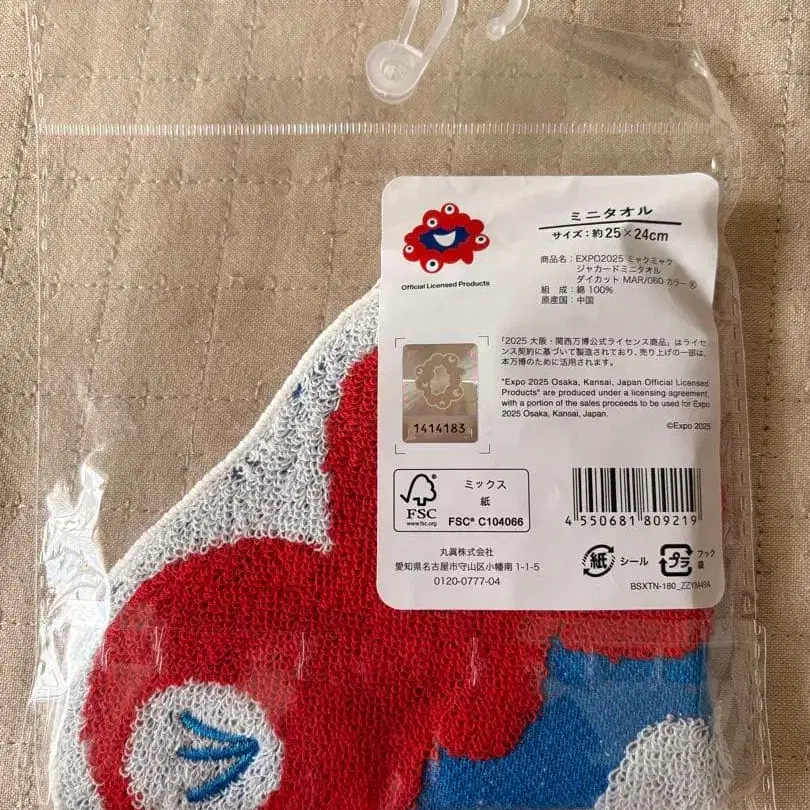 Official Licensed Products
ミニタオル
サイズ：約25×24cm
商品名：EXPO2025 ミャクミャク
ジャカードミニタオル
ダイカット MAR/060 カラー
組　成：綿 100%
原産国：中国
「2025 大阪・関西万博公式ライセンス商品」はライセ
ンス契約に基づいて製造されており、売り上げの一部は、
本万博のために活用されます。
"Expo 2025 Osaka, Kansai, Japan Official Licensed
Products" are produced under a licensing agreement,
with a portion of the sales proceeds to be used for Expo
2025 Osaka, Kansai, Japan.
©Expo 2025
1414183
FSC
www.fsc.org
ミックス
紙
FSC® C104066
4 550681 809219
丸眞株式会社
愛知県名古屋市守山区小幡南 1-1-5
0120-0777-04
紙 シール
プラ フック
袋
BSXTN-180_ZZYM49A